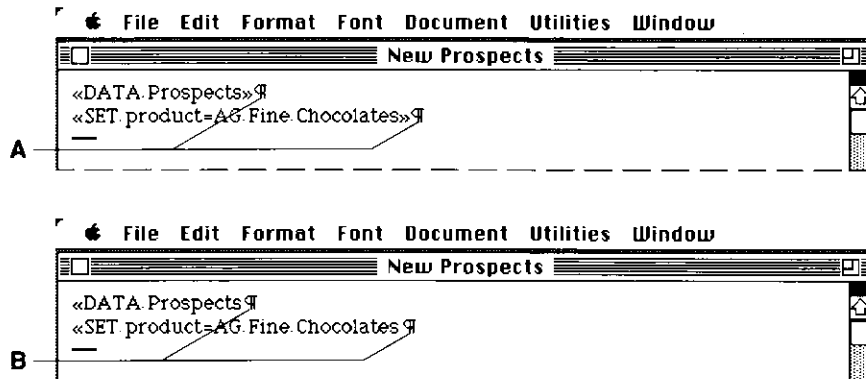 File Edit Format Font Document Utilities Window
New Prospects
«DATA Prospects»¶
«SET product=AG Fine Chocolates»¶
A
File Edit Format Font Document Utilities Window
New Prospects
«DATA Prospects¶
«SET product=AG Fine Chocolates¶
B